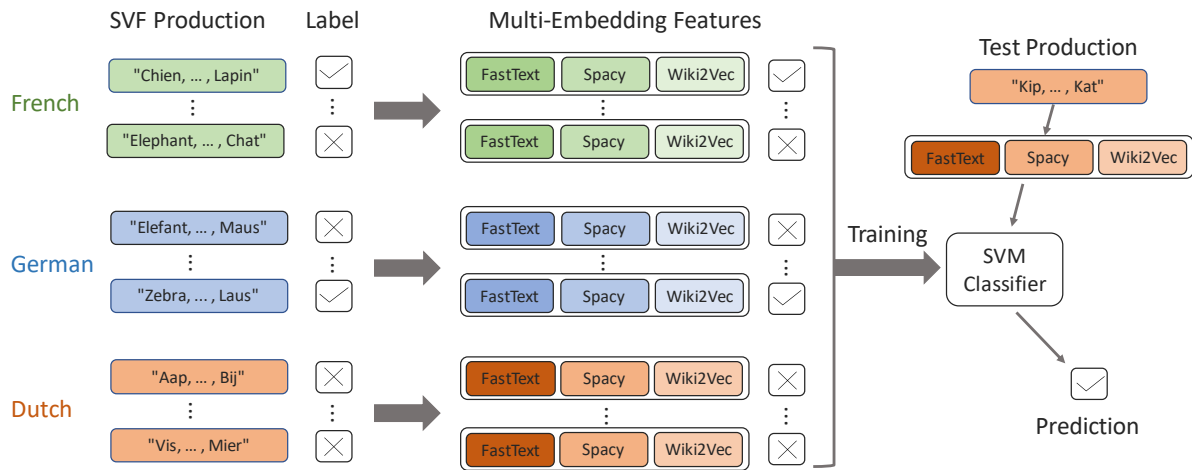 SVF Production Label Multi-Embedding Features
Test Production
French
"Chien, ... , Lapin"
FastText Spacy Wiki2Vec
"Elephant, ... , Chat"
FastText Spacy Wiki2Vec
"Kip, ... , Kat"
FastText Spacy Wiki2Vec
German
"Elefant, ... , Maus"
FastText Spacy Wiki2Vec
"Zebra, ... , Laus"
FastText Spacy Wiki2Vec
Training
SVM
Classifier
Dutch
"Aap, ... , Bij"
FastText Spacy Wiki2Vec
"Vis, ... , Mier"
FastText Spacy Wiki2Vec
Prediction